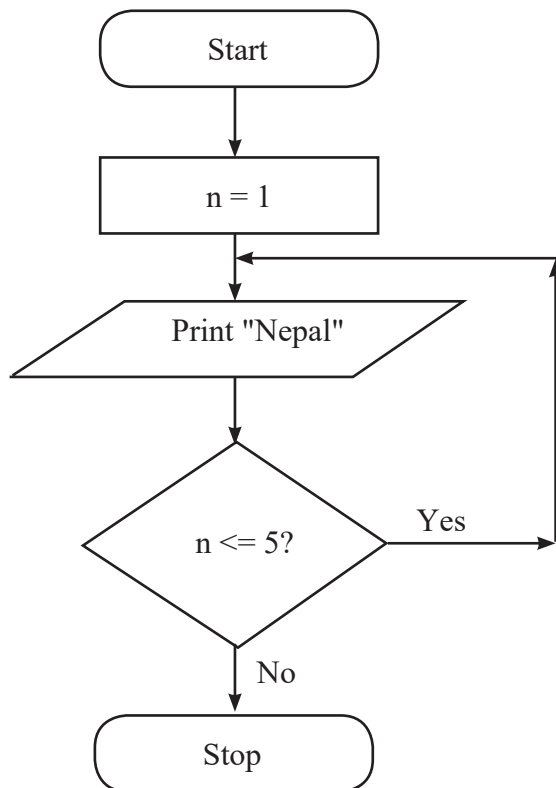 Start
n = 1
Print "Nepal"
n <= 5?
Yes
No
Stop